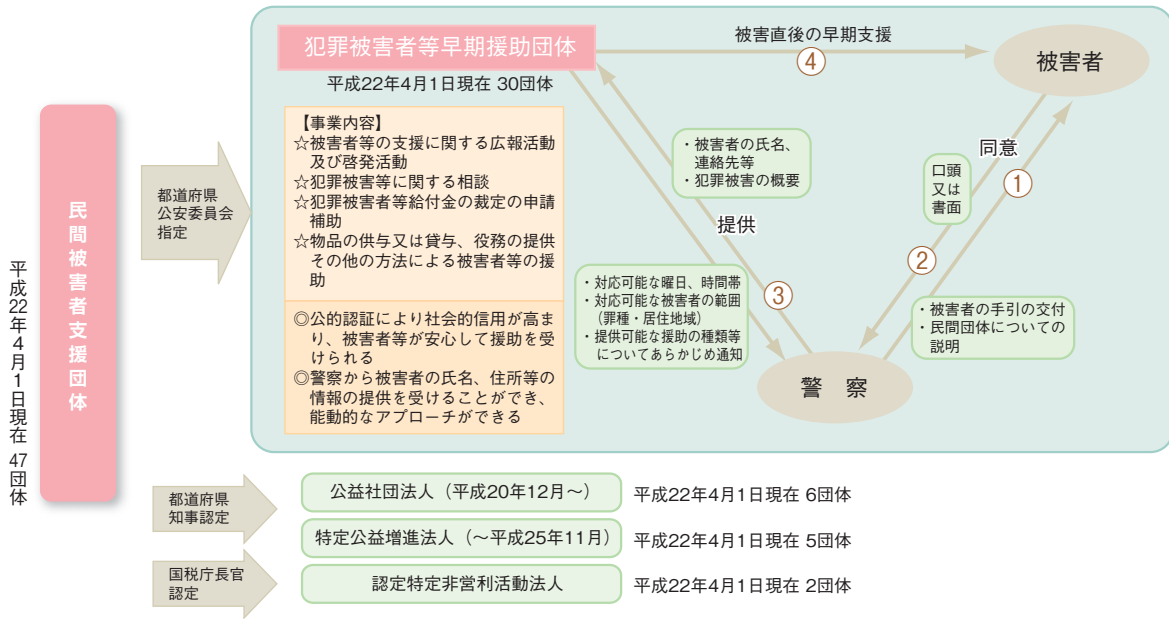 平成22年4月1日現在 47団体
民間被害者支援団体
都道府県
公安委員会
指定
犯罪被害者等早期援助団体
平成22年4月1日現在 30団体
【事業内容】
☆被害者等の支援に関する広報活動
及び啓発活動
☆犯罪被害等に関する相談
☆犯罪被害者等給付金の裁定の申請
補助
☆物品の供与又は貸与、役務の提供
その他の方法による被害者等の援
助
◎公的認証により社会的信用が高ま
り、被害者等が安心して援助を受
けられる
◎警察から被害者の氏名、住所等の
情報の提供を受けることができ、
能動的なアプローチができる
被害直後の早期支援
④
被害者
・被害者の氏名、
連絡先等
・犯罪被害の概要
提供
③
・対応可能な曜日、時間帯
・対応可能な被害者の範囲
（罪種・居住地域）
・提供可能な援助の種類等
についてあらかじめ通知
同意
①
口頭
又は
書面
②
・被害者の手引の交付
・民間団体についての
説明
警 察
都道府県
知事認定
公益社団法人（平成20年12月～）
平成22年4月1日現在 6団体
特定公益増進法人（～平成25年11月）
平成22年4月1日現在 5団体
国税庁長官
認定
認定特定非営利活動法人
平成22年4月1日現在 2団体